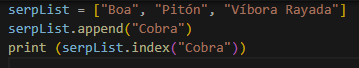 serpList = ["Boa", "Pitón", "Víbora Rayada"]
serpList.append("Cobra")
print (serpList.index("Cobra"))